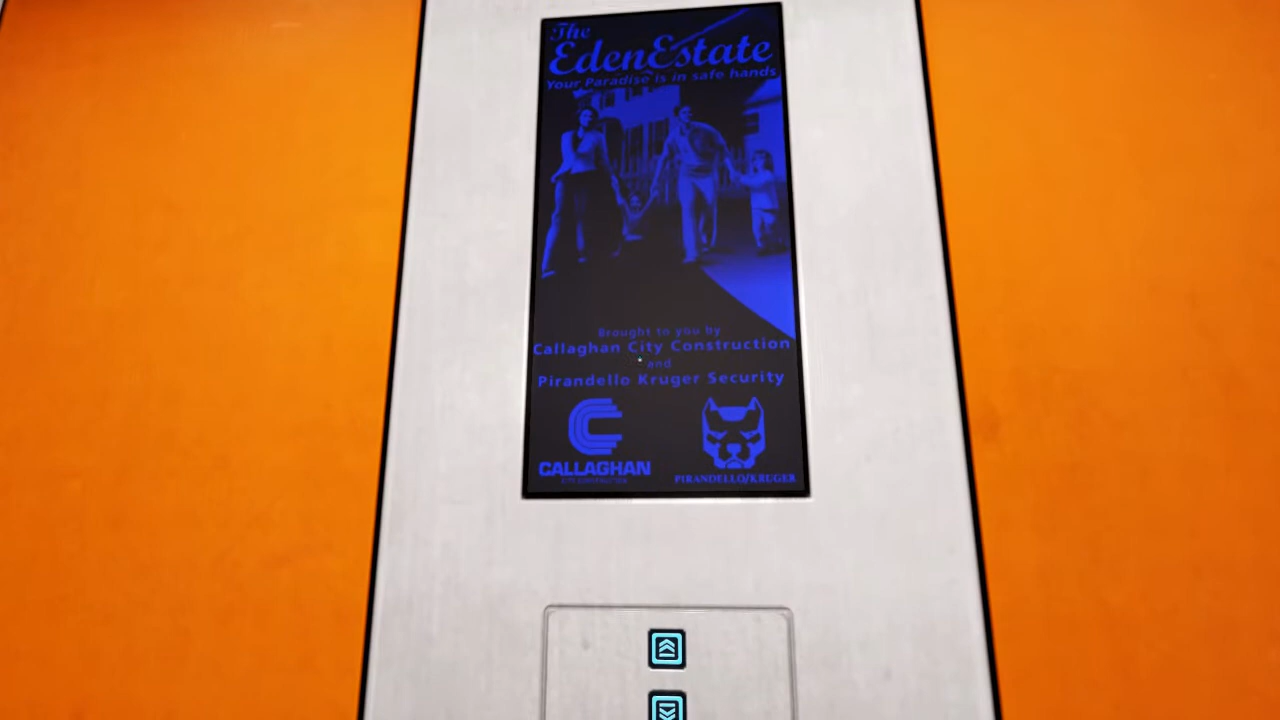 The
EdenEstate
Your Paradise is in safe hands
Brought to you by
Callaghan City Construction
and
Pirandello Kruger Security
CALLAGHAN
PIRANDELLO/KRUGER